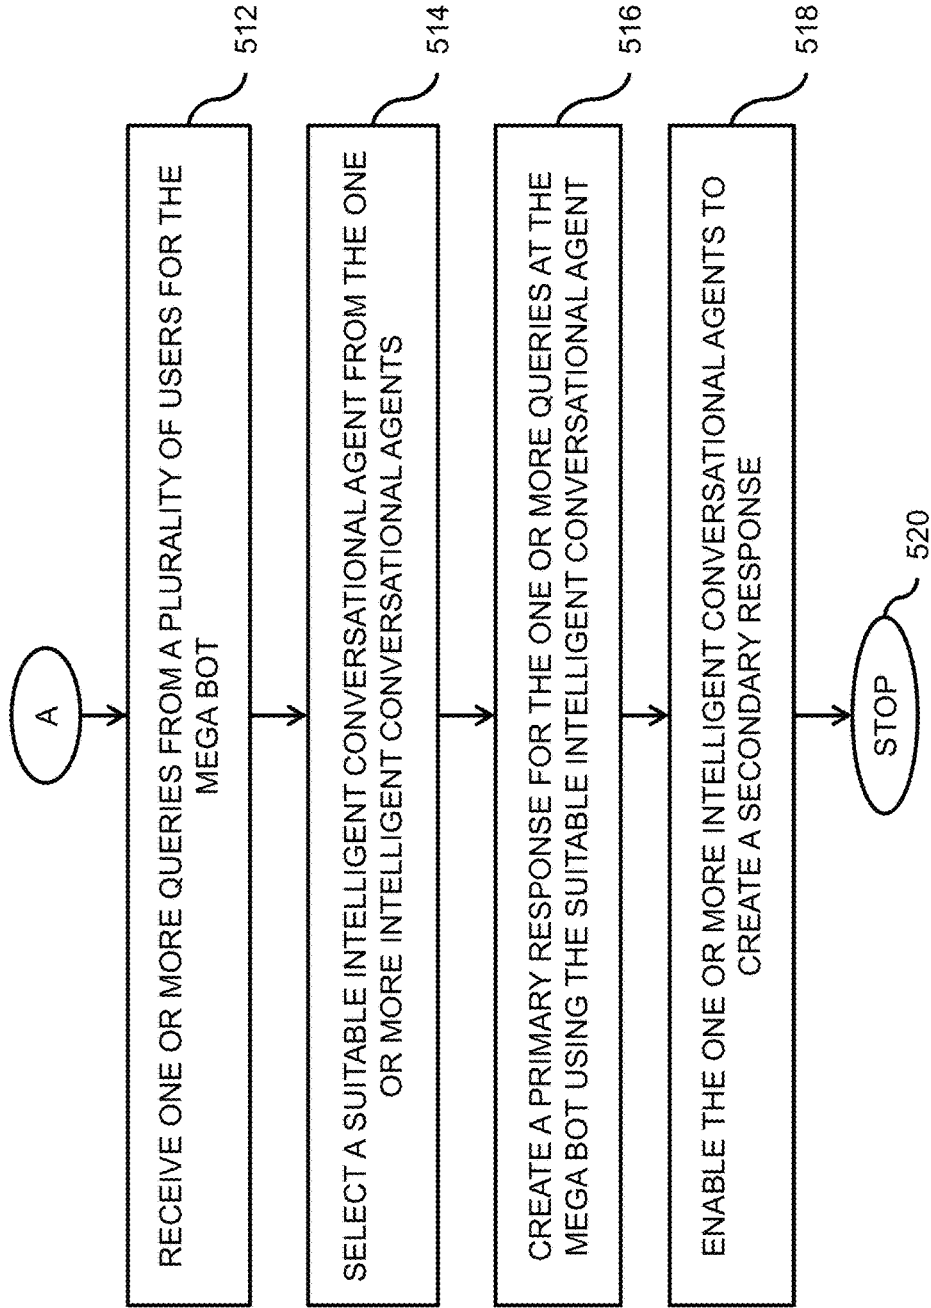 A
RECEIVE ONE OR MORE QUERIES FROM A PLURALITY OF USERS FOR THE
MEGA BOT
512
SELECT A SUITABLE INTELLIGENT CONVERSATIONAL AGENT FROM THE ONE
OR MORE INTELLIGENT CONVERSATIONAL AGENTS
514
CREATE A PRIMARY RESPONSE FOR THE ONE OR MORE QUERIES AT THE
MEGA BOT USING THE SUITABLE INTELLIGENT CONVERSATIONAL AGENT
516
ENABLE THE ONE OR MORE INTELLIGENT CONVERSATIONAL AGENTS TO
CREATE A SECONDARY RESPONSE
518
STOP
520